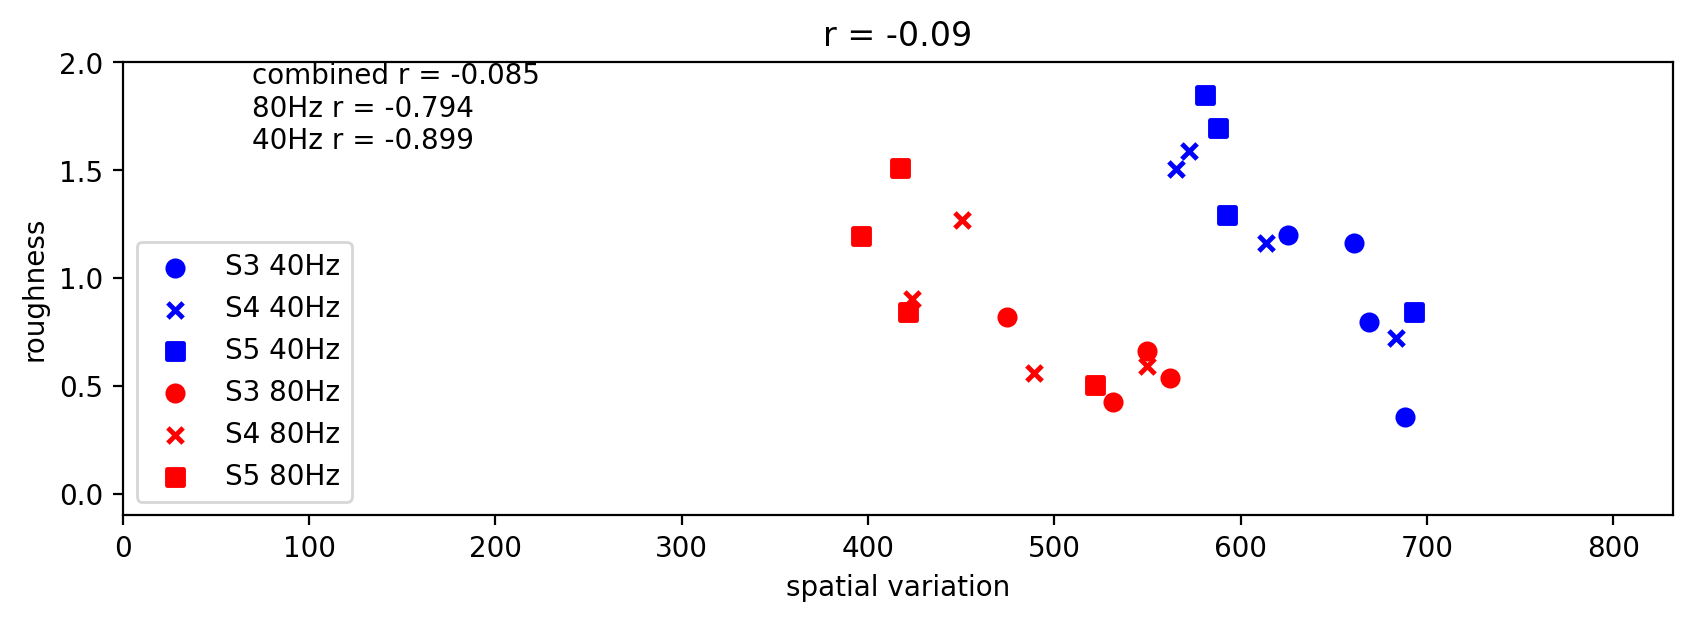 r = -0.09
combined r = -0.085
80Hz r = -0.794
40Hz r = -0.899
2.0
1.5
1.0
0.5
0.0
roughness
S3 40Hz
S4 40Hz
S5 40Hz
S3 80Hz
S4 80Hz
S5 80Hz
0 100 200 300 400 500 600 700 800
spatial variation